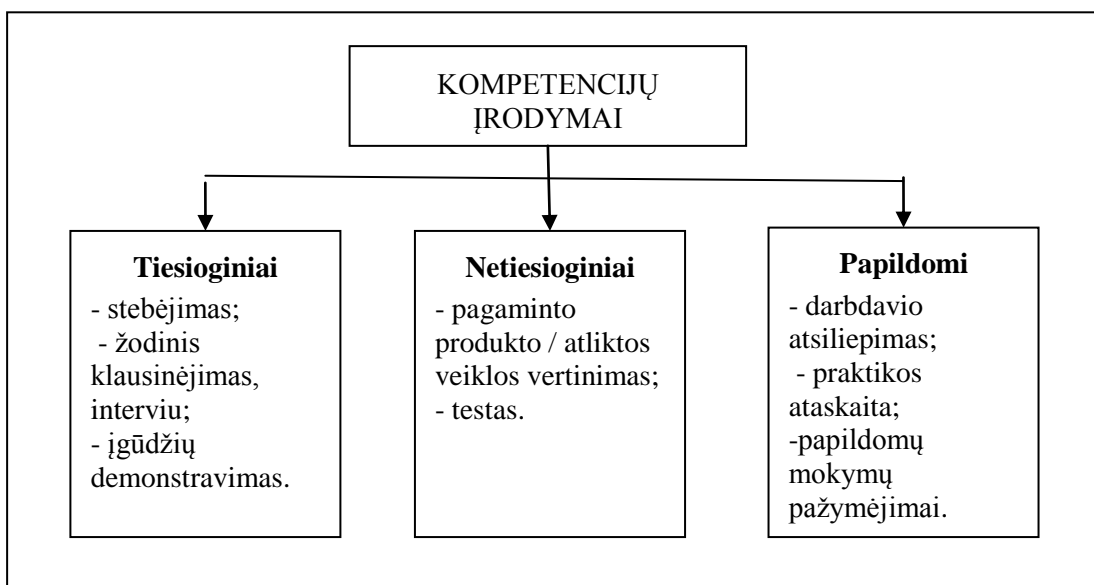 KOMPETENCIJŲ
ĮRODYMAI
Tiesioginiai
- stebėjimas;
- žodinis
klausinėjimas,
interviu;
- įgūdžių
demonstravimas.
Netiesioginiai
- pagaminto
produkto / atliktos
veiklos vertinimas;
- testas.
Papildomi
- darbdavio
atsiliepimas;
- praktikos
ataskaita;
-papildomų
mokymų
pažymėjimai.